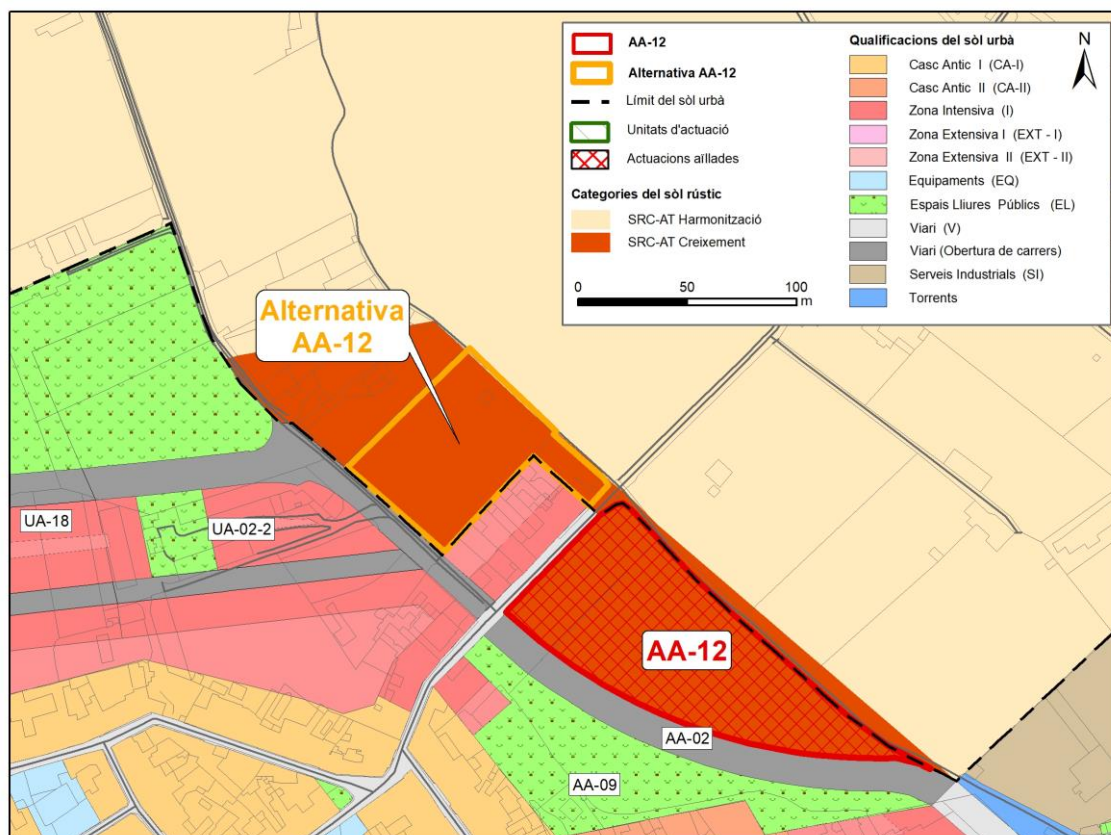 AA-12
Alternativa AA-12
Límit del sòl urbà
Unitats d'actuació
Actuacions aïllades
Categories del sòl rústic
SRC-AT Harmonització
SRC-AT Creixement
0 50 100
m
Qualificacions del sòl urbà
Casc Antic I (CA-I)
Casc Antic II (CA-II)
Zona Intensiva (I)
Zona Extensiva I (EXT - I)
Zona Extensiva II (EXT - II)
Equipaments (EQ)
Espais Lliures Públics (EL)
Viari (V)
Viari (Obertura de carrers)
Serveis Industrials (SI)
Torrents
N
Alternativa
AA-12
UA-18
UA-02-2
AA-12
AA-02
AA-09